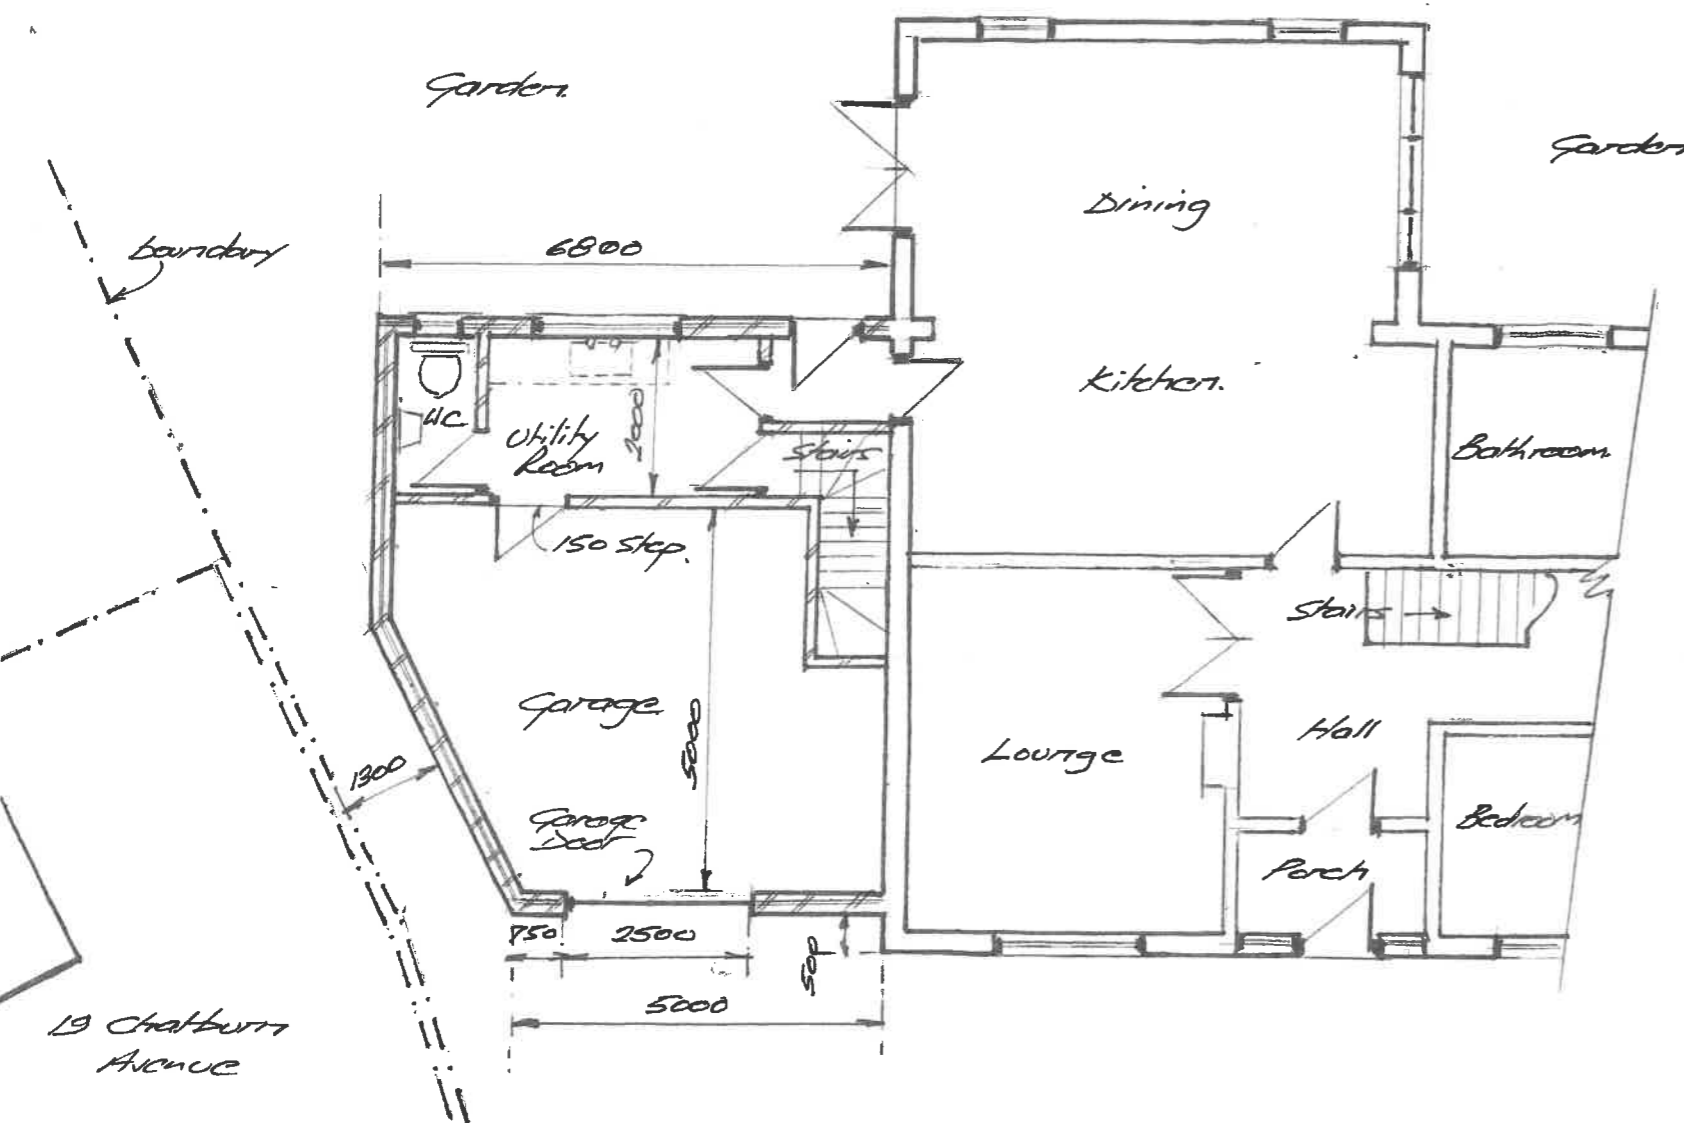 Garden.
Garden
Dining
boundary
6800
Kitchen.
WC
Utility
Room
2000
Stairs
Bathroom.
150 Step.
Stairs
Garage
5000
Lounge
Hall
1300
Garage
Door
Bedroom
Porch
750
2500
500
5000
19 Chatburn
Avenue